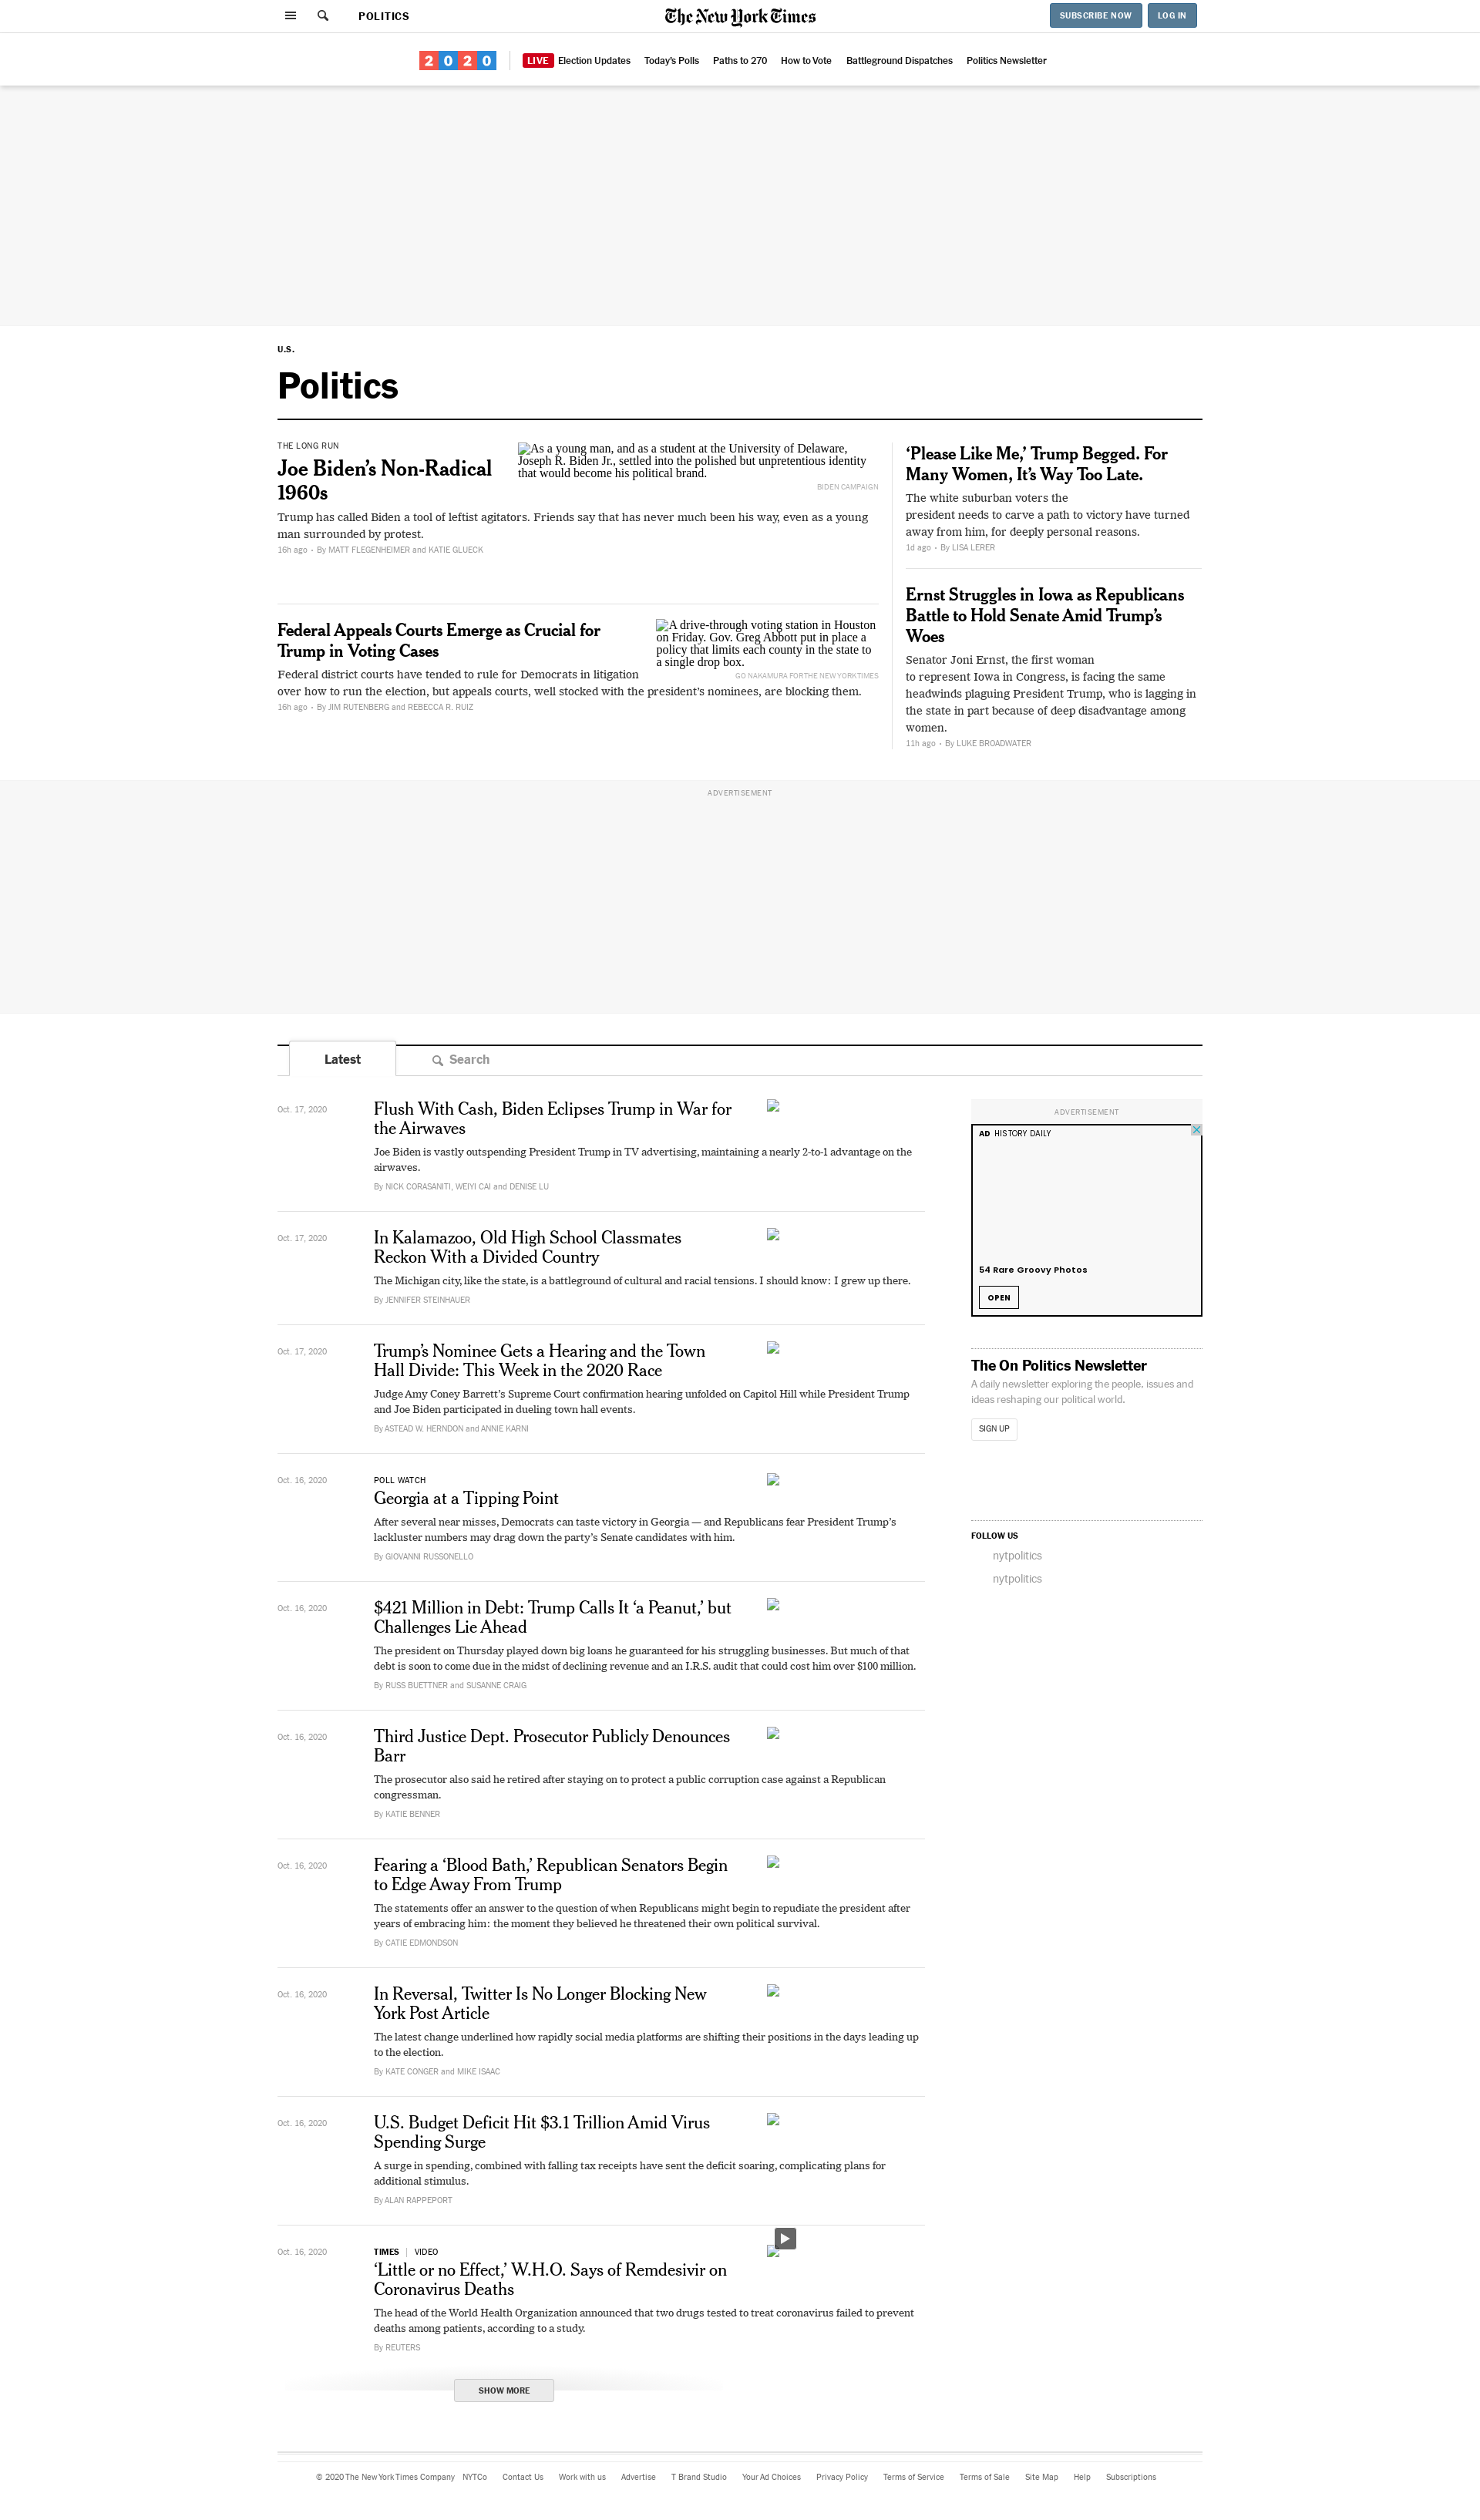 POLITICS
The New York Times
SUBSCRIBE NOW
LOG IN
2020
LIVE Election Updates
Today's Polls
Paths to 270
How to Vote
Battleground Dispatches
Politics Newsletter
U.S.
Politics
THE LONG RUN
Joe Biden’s Non-Radical
1960s
As a young man, and as a student at the University of Delaware,
Joseph R. Biden Jr., settled into the polished but unpretentious identity
that would become his political brand.
BIDEN CAMPAIGN
Trump has called Biden a tool of leftist agitators. Friends say that has never much been his way, even as a young
man surrounded by protest.
16h ago • By MATT FLEGENHEIMER and KATIE GLUECK
Federal Appeals Courts Emerge as Crucial for
Trump in Voting Cases
A drive-through voting station in Houston
on Friday. Gov. Greg Abbott put in place a
policy that limits each county in the state to
a single drop box.
GO NAKAMURA FOR THE NEW YORK TIMES
Federal district courts have tended to rule for Democrats in litigation
over how to run the election, but appeals courts, well stocked with the president’s nominees, are blocking them.
16h ago • By JIM RUTENBERG and REBECCA R. RUIZ
‘Please Like Me,’ Trump Begged. For
Many Women, It’s Way Too Late.
The white suburban voters the
president needs to carve a path to victory have turned
away from him, for deeply personal reasons.
1d ago • By LISA LERER
Ernst Struggles in Iowa as Republicans
Battle to Hold Senate Amid Trump’s
Woes
Senator Joni Ernst, the first woman
to represent Iowa in Congress, is facing the same
headwinds plaguing President Trump, who is lagging in
the state in part because of deep disadvantage among
women.
11h ago • By LUKE BROADWATER
ADVERTISEMENT
Latest
Search
Oct. 17, 2020
Flush With Cash, Biden Eclipses Trump in War for
the Airwaves
Joe Biden is vastly outspending President Trump in TV advertising, maintaining a nearly 2-to-1 advantage on the
airwaves.
By NICK CORASANITI, WEIYI CAI and DENISE LU
Oct. 17, 2020
In Kalamazoo, Old High School Classmates
Reckon With a Divided Country
The Michigan city, like the state, is a battleground of cultural and racial tensions. I should know: I grew up there.
By JENNIFER STEINHAUER
Oct. 17, 2020
Trump’s Nominee Gets a Hearing and the Town
Hall Divide: This Week in the 2020 Race
Judge Amy Coney Barrett’s Supreme Court confirmation hearing unfolded on Capitol Hill while President Trump
and Joe Biden participated in dueling town hall events.
By ASTEAD W. HERNDON and ANNIE KARNI
Oct. 16, 2020
POLL WATCH
Georgia at a Tipping Point
After several near misses, Democrats can taste victory in Georgia — and Republicans fear President Trump’s
lackluster numbers may drag down the party’s Senate candidates with him.
By GIOVANNI RUSSONELLO
Oct. 16, 2020
$421 Million in Debt: Trump Calls It ‘a Peanut,’ but
Challenges Lie Ahead
The president on Thursday played down big loans he guaranteed for his struggling businesses. But much of that
debt is soon to come due in the midst of declining revenue and an I.R.S. audit that could cost him over $100 million.
By RUSS BUETTNER and SUSANNE CRAIG
Oct. 16, 2020
Third Justice Dept. Prosecutor Publicly Denounces
Barr
The prosecutor also said he retired after staying on to protect a public corruption case against a Republican
congressman.
By KATIE BENNER
Oct. 16, 2020
Fearing a ‘Blood Bath,’ Republican Senators Begin
to Edge Away From Trump
The statements offer an answer to the question of when Republicans might begin to repudiate the president after
years of embracing him: the moment they believed he threatened their own political survival.
By CATIE EDMONDSON
Oct. 16, 2020
In Reversal, Twitter Is No Longer Blocking New
York Post Article
The latest change underlined how rapidly social media platforms are shifting their positions in the days leading up
to the election.
By KATE CONGER and MIKE ISAAC
Oct. 16, 2020
U.S. Budget Deficit Hit $3.1 Trillion Amid Virus
Spending Surge
A surge in spending, combined with falling tax receipts have sent the deficit soaring, complicating plans for
additional stimulus.
By ALAN RAPPEPORT
Oct. 16, 2020
TIMES | VIDEO
‘Little or no Effect,’ W.H.O. Says of Remdesivir on
Coronavirus Deaths
The head of the World Health Organization announced that two drugs tested to treat coronavirus failed to prevent
deaths among patients, according to a study.
By REUTERS
SHOW MORE
ADVERTISEMENT
AD HISTORY DAILY
54 Rare Groovy Photos
OPEN
The On Politics Newsletter
A daily newsletter exploring the people, issues and
ideas reshaping our political world.
SIGN UP
FOLLOW US
nytpolitics
nytpolitics
© 2020 The New York Times Company
NYTCo
Contact Us
Work with us
Advertise
T Brand Studio
Your Ad Choices
Privacy Policy
Terms of Service
Terms of Sale
Site Map
Help
Subscriptions